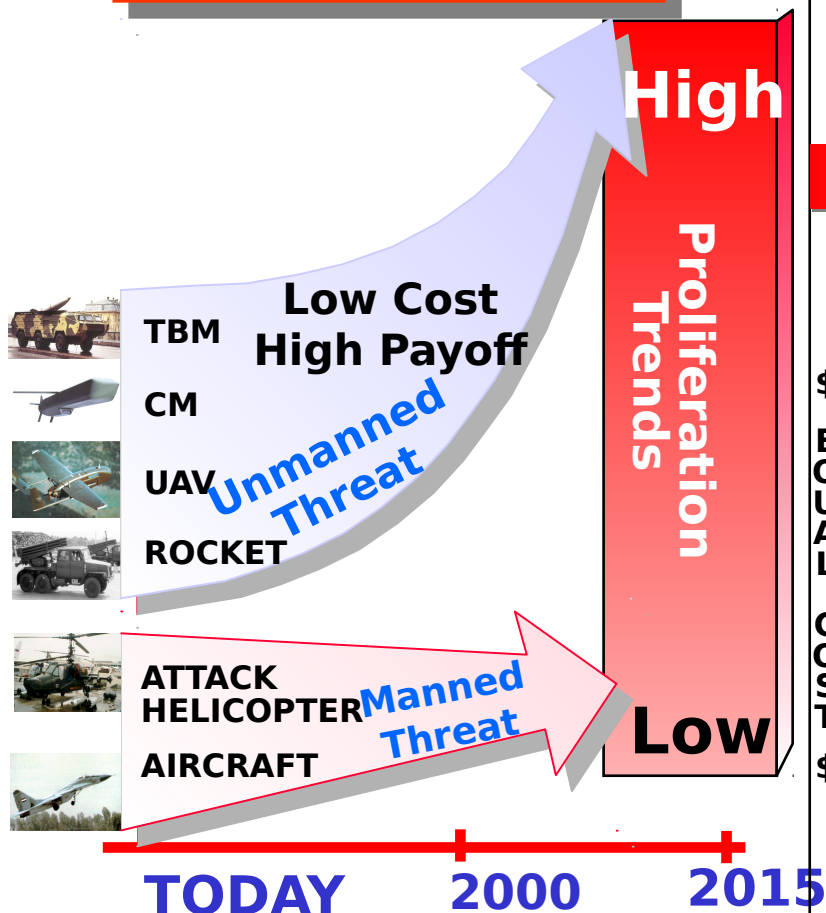 High
Low Cost
High Payoff
TBM
CM
UAV
ROCKET
Unmanned
Threat
Proliferation
Trends
ATTACK
HELICOPTER
AIRCRAFT
Manned
Threat
Low
TODAY
2000
2015
$
L
$